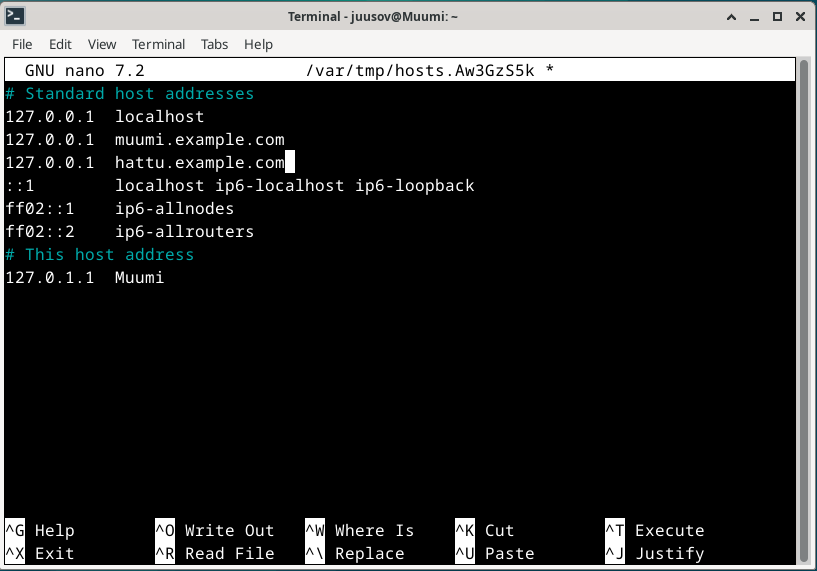 Terminal - juusov@Muumi: ~
File Edit View Terminal Tabs Help
GNU nano 7.2 /var/tmp/hosts.Aw3GzS5k *
# Standard host addresses
127.0.0.1 localhost
127.0.0.1 muumi.example.com
127.0.0.1 hattu.example.com
::1 localhost ip6-localhost ip6-loopback
ff02::1 ip6-allnodes
ff02::2 ip6-allrouters
# This host address
127.0.1.1 Muumi
^G Help ^O Write Out ^W Where Is ^K Cut ^T Execute
^X Exit ^R Read File ^\ Replace ^U Paste ^J Justify